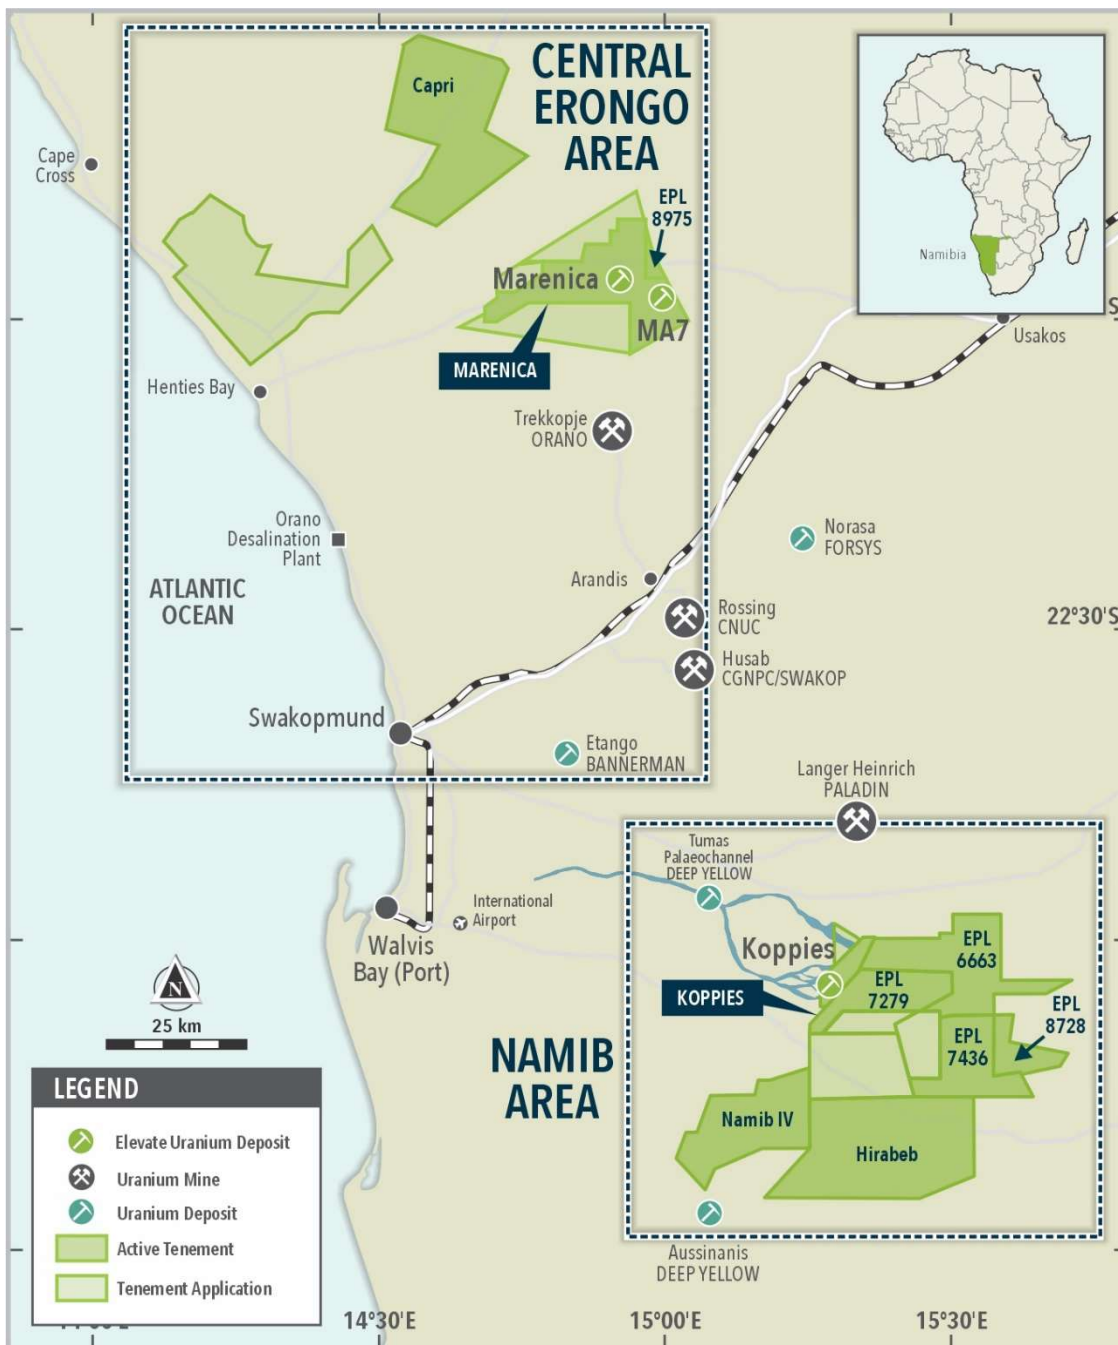 CENTRAL
ERONGO
AREA
Capri
Cape
Cross
EPL
8975
Namibia
Marenica
MA7
MARENICA
Usakos
Henties Bay
Trekkopje
ORANO
Orano
Desalination
Plant
Norasa
FORSYS
ATLANTIC
OCEAN
Arandis
Rossing
CNUC
22°30'S
Husab
CGNPC/SWAKOP
Swakopmund
Etango
BANNERMAN
Langer Heinrich
PALADIN
Tumas
Palaeochannel
DEEP YELLOW
International
Airport
Walvis
Bay (Port)
Koppies
EPL
6663
EPL
7279
KOPPIES
EPL
8728
EPL
7436
N
25 km
NAMIB
AREA
Namib IV
Hirabeb
Aussinanis
DEEP YELLOW
LEGEND
Elevate Uranium Deposit
Uranium Mine
Uranium Deposit
Active Tenement
Tenement Application
14°30'E
15°00'E
15°30'E